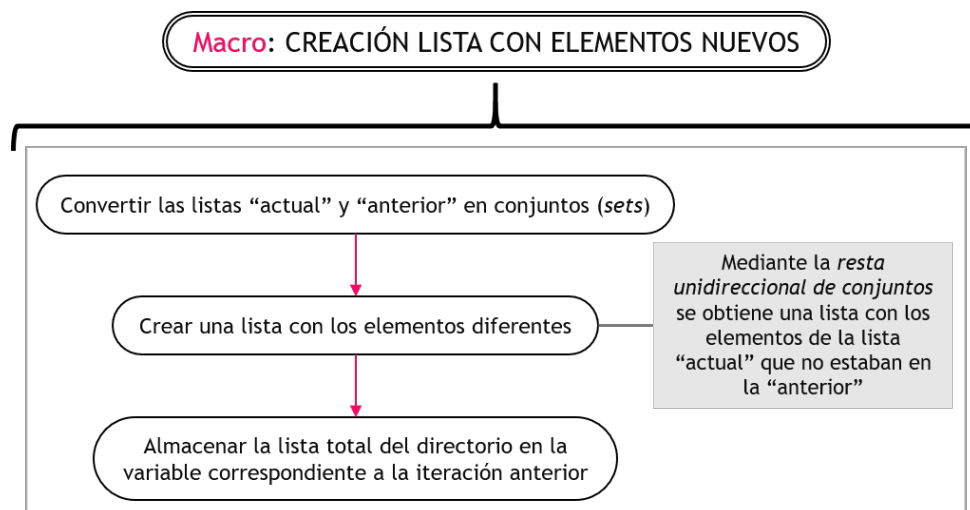 Macro: CREACIÓN LISTA CON ELEMENTOS NUEVOS
Convertir las listas “actual” y “anterior” en conjuntos (sets)
Mediante la resta
unidireccional de conjuntos
se obtiene una lista con los
elementos de la lista
“actual” que no estaban en
la “anterior”
Crear una lista con los elementos diferentes
Almacenar la lista total del directorio en la
variable correspondiente a la iteración anterior